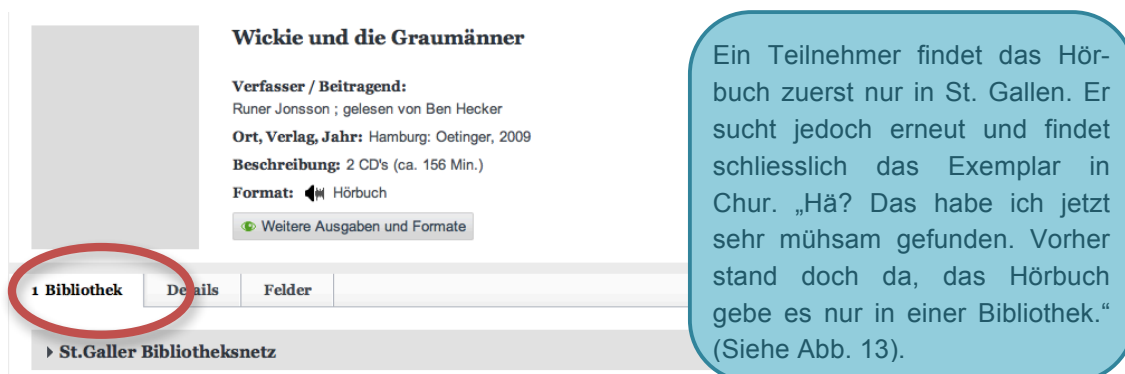 Wickie und die Graumänner
Verfasser / Beitragend:
Runer Jonsson ; gelesen von Ben Hecker
Ort, Verlag, Jahr: Hamburg: Oetinger, 2009
Beschreibung: 2 CD's (ca. 156 Min.)
Format: Hörbuch
Weitere Ausgaben und Formate
1 Bibliothek Details Felder
St.Galler Bibliotheksnetz
Ein Teilnehmer findet das Hör-
buch zuerst nur in St. Gallen. Er
sucht jedoch erneut und findet
schliesslich das Exemplar in
Chur. „Hä? Das habe ich jetzt
sehr mühsam gefunden. Vorher
stand doch da, das Hörbuch
gebe es nur in einer Bibliothek.“
(Siehe Abb. 13).